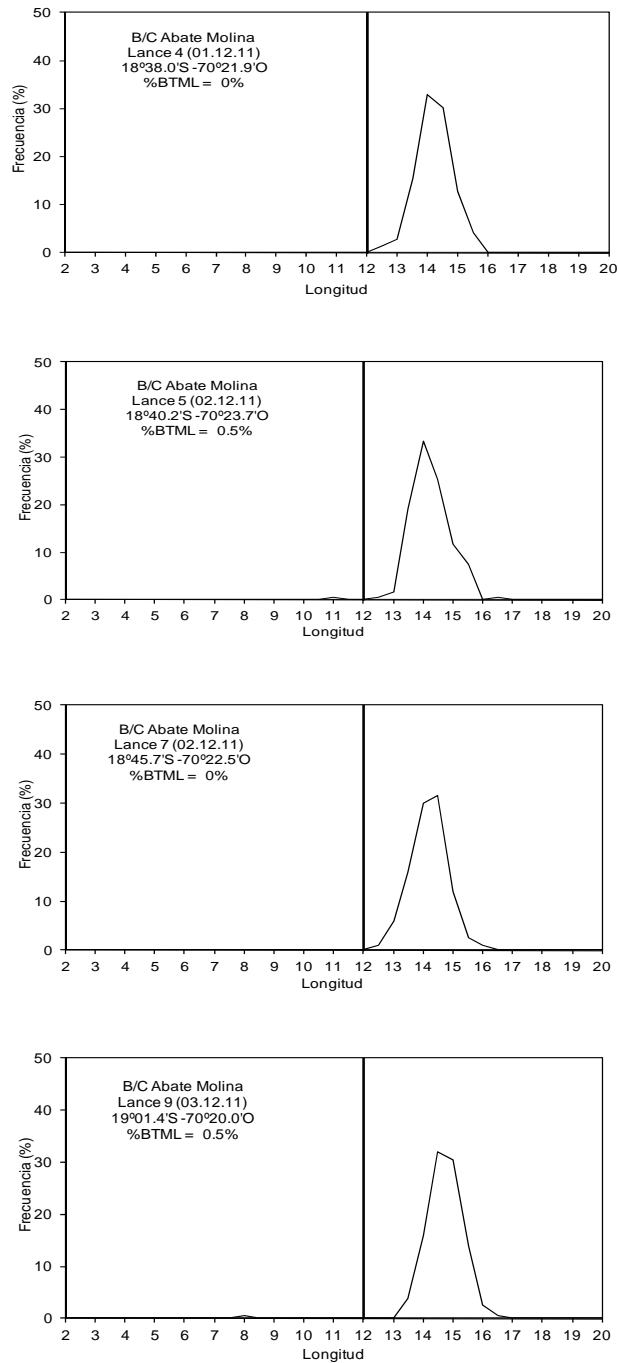 50
40
30
20
10
0
Frecuencia (%)
B/C Abate Molina
Lance 4 (01.12.11)
18º38.0'S -70º21.9'O
%BTML = 0%
2 3 4 5 6 7 8 9 10 11 12 13 14 15 16 17 18 19 20
Longitud
50
40
30
20
10
0
Frecuencia (%)
B/C Abate Molina
Lance 5 (02.12.11)
18º40.2'S -70º23.7'O
%BTML = 0.5%
2 3 4 5 6 7 8 9 10 11 12 13 14 15 16 17 18 19 20
Longitud
50
40
30
20
10
0
Frecuencia (%)
B/C Abate Molina
Lance 7 (02.12.11)
18º45.7'S -70º22.5'O
%BTML = 0%
2 3 4 5 6 7 8 9 10 11 12 13 14 15 16 17 18 19 20
Longitud
50
40
30
20
10
0
Frecuencia (%)
B/C Abate Molina
Lance 9 (03.12.11)
19º01.4'S -70º20.0'O
%BTML = 0.5%
2 3 4 5 6 7 8 9 10 11 12 13 14 15 16 17 18 19 20
Longitud